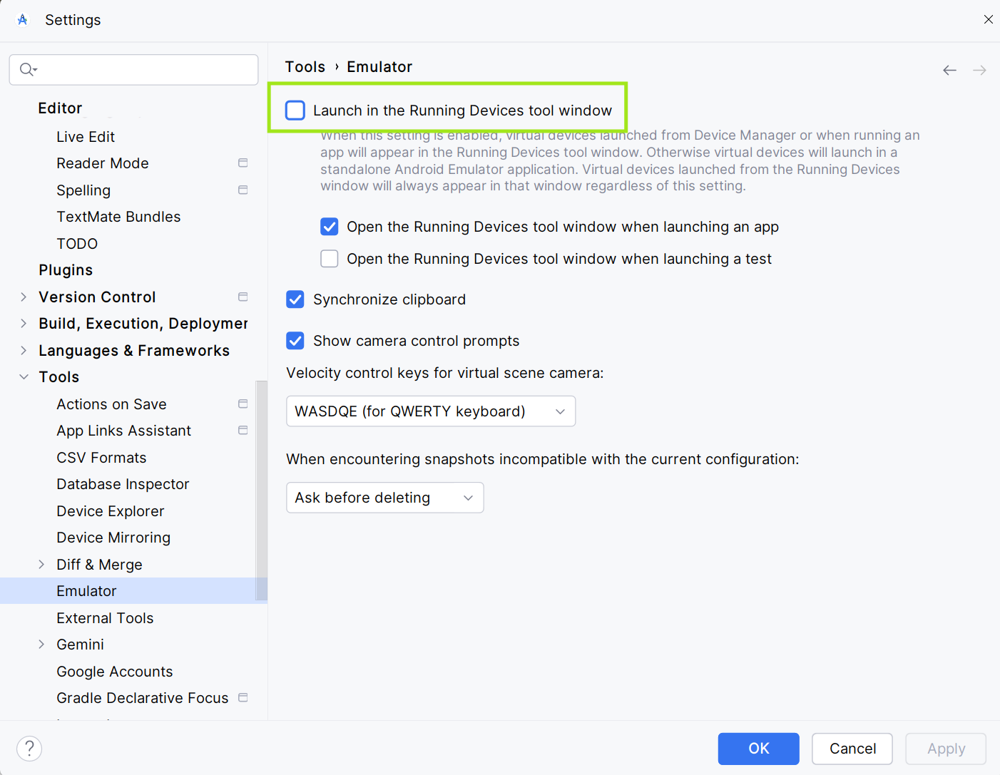 Settings
Editor
Live Edit
Reader Mode
Spelling
TextMate Bundles
TODO
Plugins
Version Control
Build, Execution, Deploymer
Languages & Frameworks
Tools
Actions on Save
App Links Assistant
CSV Formats
Database Inspector
Device Explorer
Device Mirroring
Diff & Merge
Emulator
External Tools
Gemini
Google Accounts
Gradle Declarative Focus
Tools › Emulator
Launch in the Running Devices tool window
When this setting is enabled, virtual devices launched from Device Manager or when running an
app will appear in the Running Devices tool window. Otherwise virtual devices will launch in a
standalone Android Emulator application. Virtual devices launched from the Running Devices
window will always appear in that window regardless of this setting.
Open the Running Devices tool window when launching an app
Open the Running Devices tool window when launching a test
Synchronize clipboard
Show camera control prompts
Velocity control keys for virtual scene camera:
WASDQE (for QWERTY keyboard)
When encountering snapshots incompatible with the current configuration:
Ask before deleting
?
OK
Cancel
Apply